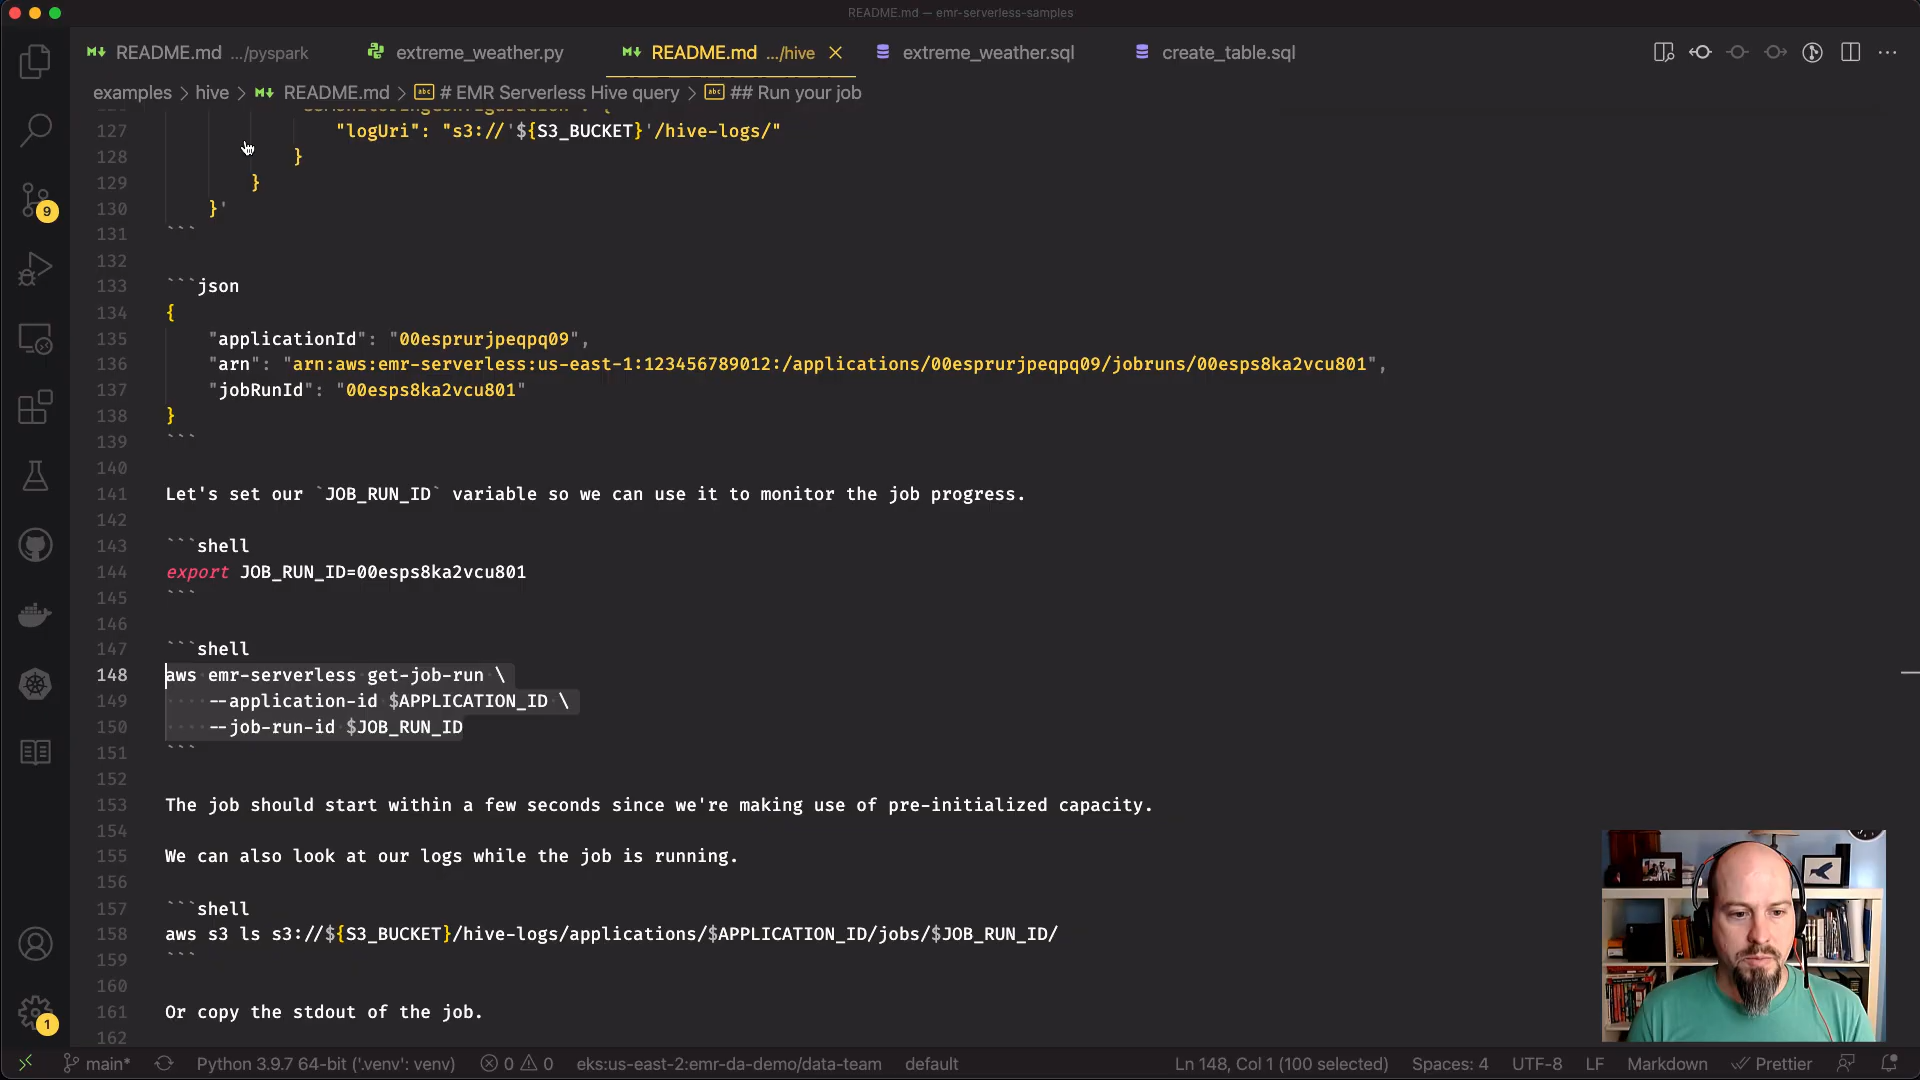 README.md — emr-serverless-samples
README.md .../pyspark
extreme_weather.py
README.md .../hive
extreme_weather.sql
create_table.sql
examples > hive > README.md > # EMR Serverless Hive query > ## Run your job
127 "logUri": "s3://'${S3_BUCKET}'/hive-logs/"
128 }
129 }
130 }'
131 ```
132
133 ```json
134 {
135 "applicationId": "00esprurjpeqpq09",
136 "arn": "arn:aws:emr-serverless:us-east-1:123456789012:/applications/00esprurjpeqpq09/jobruns/00esps8ka2vcu801",
137 "jobRunId": "00esps8ka2vcu801"
138 }
139 ```
140
141 Let's set our `JOB_RUN_ID` variable so we can use it to monitor the job progress.
142
143 ```shell
144 export JOB_RUN_ID=00esps8ka2vcu801
145 ```
146
147 ```shell
148 aws emr-serverless get-job-run \
149 --application-id $APPLICATION_ID \
150 --job-run-id $JOB_RUN_ID
151 ```
152
153 The job should start within a few seconds since we're making use of pre-initialized capacity.
154
155 We can also look at our logs while the job is running.
156
157 ```shell
158 aws s3 ls s3://${S3_BUCKET}/hive-logs/applications/$APPLICATION_ID/jobs/$JOB_RUN_ID/
159 ```
160
161 Or copy the stdout of the job.
162
9
1
main* Python 3.9.7 64-bit ('.venv': venv) 0 0 eks:us-east-2:emr-da-demo/data-team default Ln 148, Col 1 (100 selected) Spaces: 4 UTF-8 LF Markdown Prettier